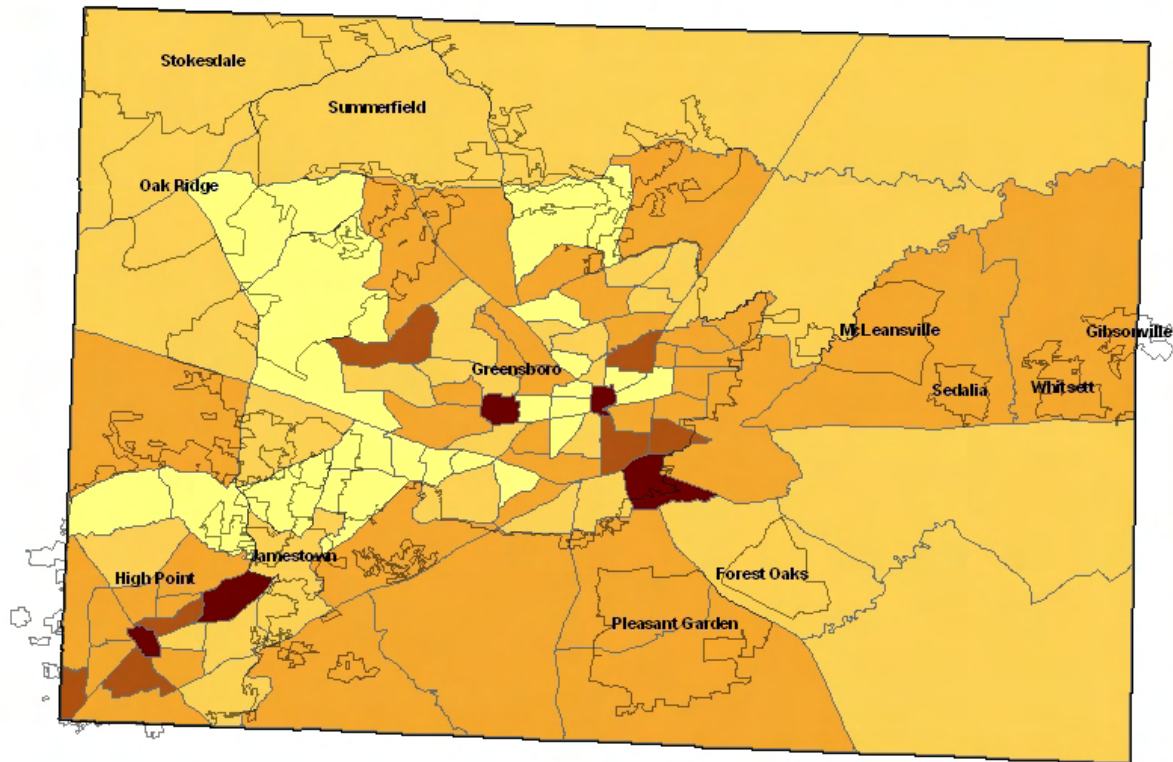 Stokesdale
Summerfield
Oak Ridge
McLeansville
Gibsonville
Greensboro
Sedalia
Whitsett
Jamestown
High Point
Forest Oaks
Pleasant Garden